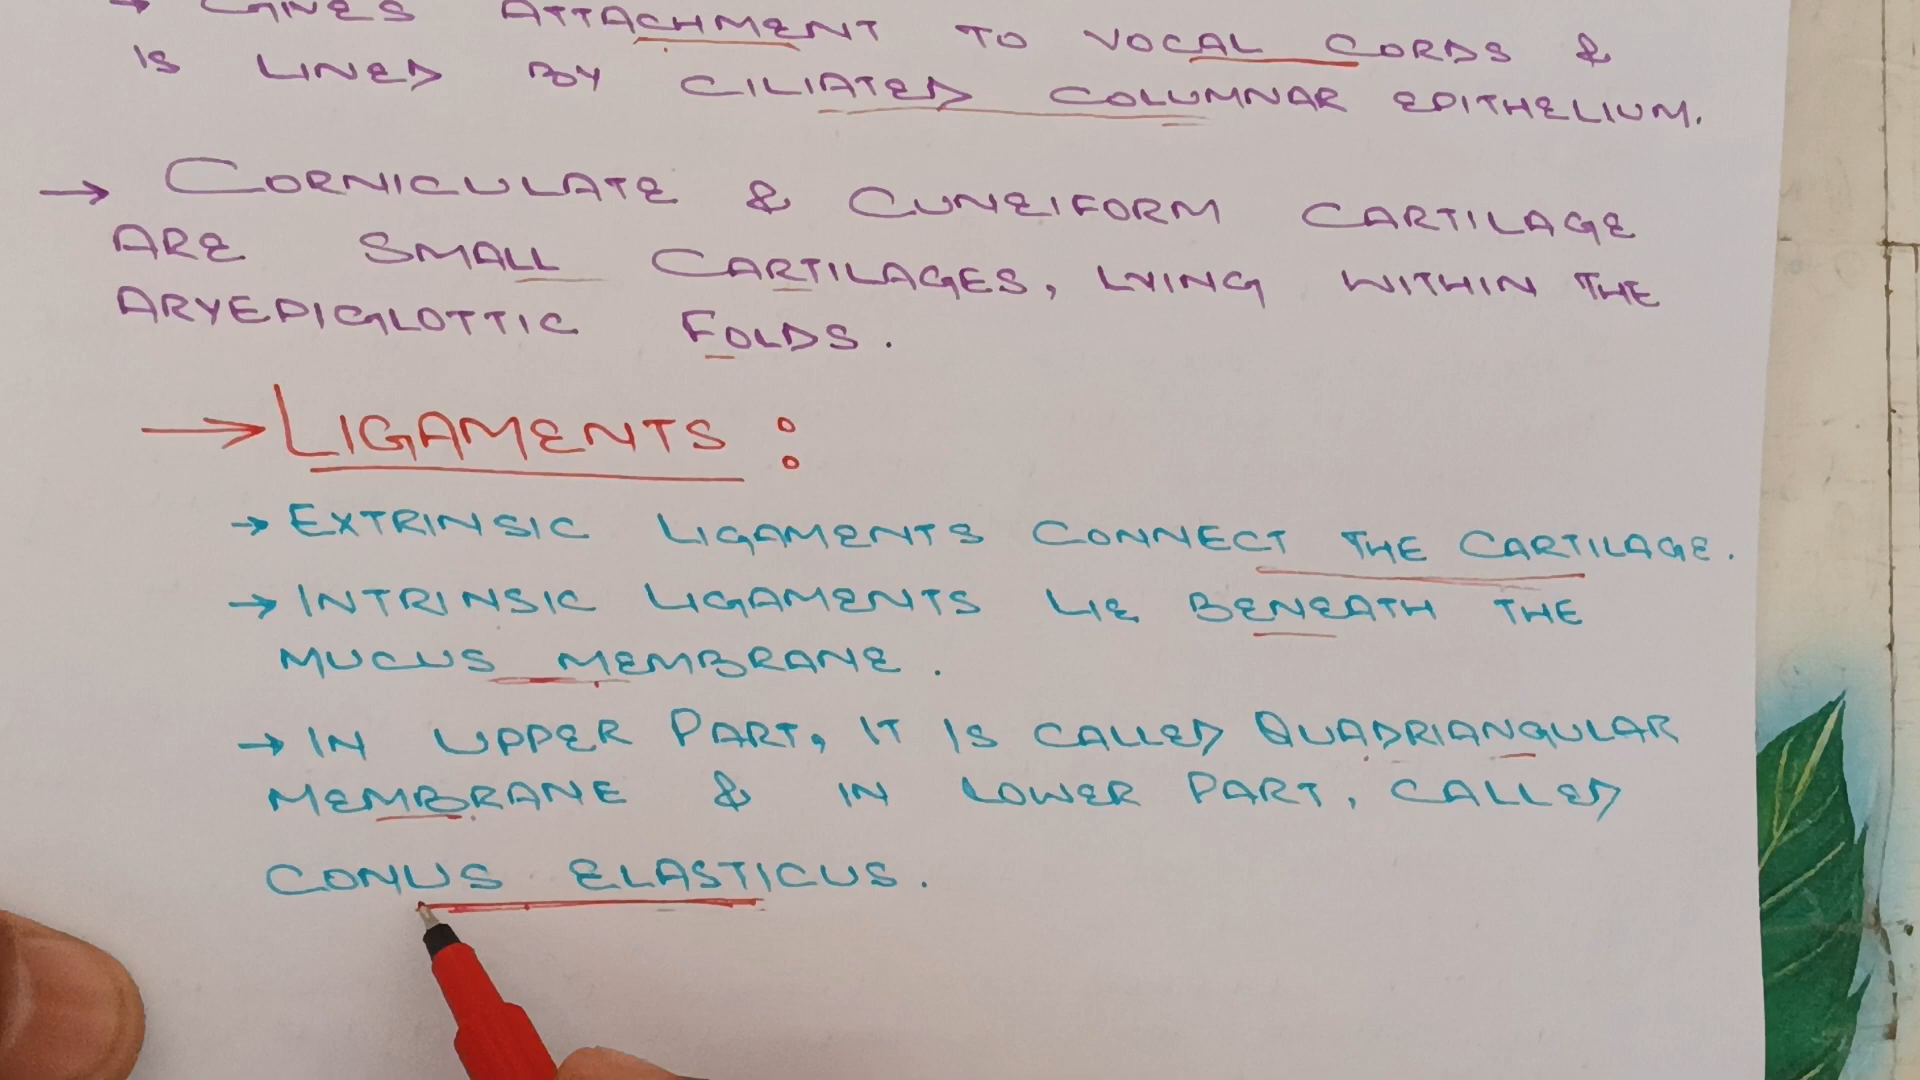 → GIVES ATTACHMENT TO VOCAL CORDS &
IS LINED BY CILIATED COLUMNAR EPITHELIUM.
→ CORNICULATE & CUNEIFORM CARTILAGE
ARE SMALL CARTILAGES, LYING WITHIN THE
ARYEPIGLOTTIC FOLDS.
→ LIGAMENTS:
→ EXTRINSIC LIGAMENTS CONNECT THE CARTILAGE.
→ INTRINSIC LIGAMENTS LIE BENEATH THE
MUCUS MEMBRANE.
→ IN UPPER PART, IT IS CALLED QUADRIANGULAR
MEMBRANE & IN LOWER PART, CALLED
CONUS ELASTICUS.